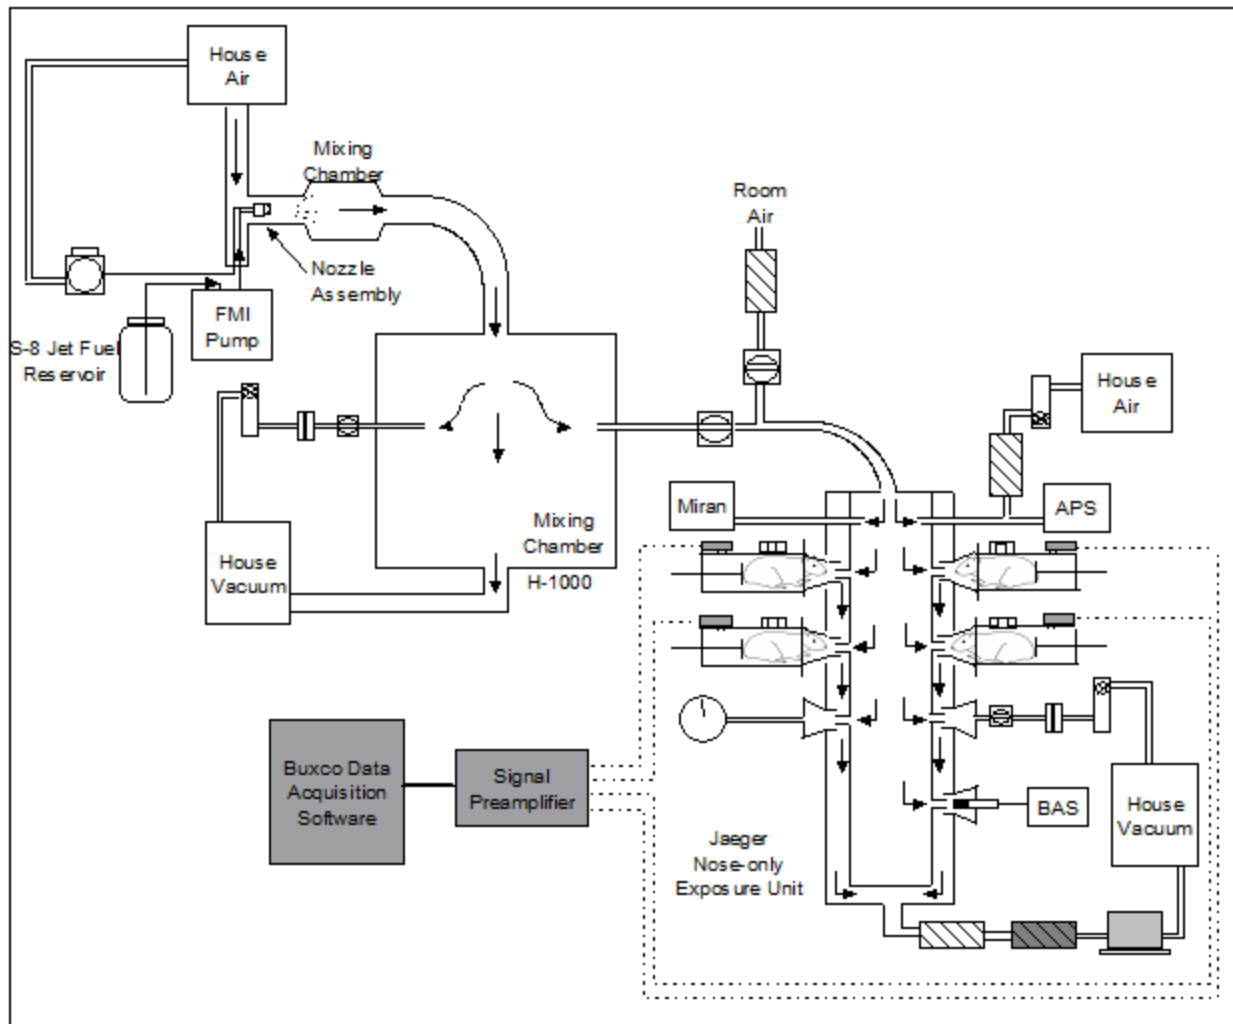 House
Air
Mixing
Chamber
Nozzle
Assembly
FMI
Pump
S-8 Jet Fuel
Reservoir
Room
Air
House
Air
Mixing
Chamber
H-1000
House
Vacuum
Miran
APS
Buxco Data
Acquisition
Software
Signal
Preamplifier
BAS
House
Vacuum
Jaeger
Nose-only
Exposure Unit